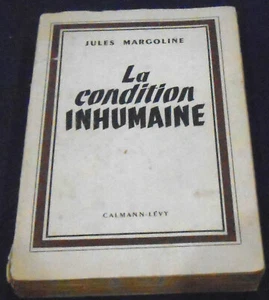 JULES MARGOLINE
La
condition
INHUMAINE
CALMANN-LÉVY